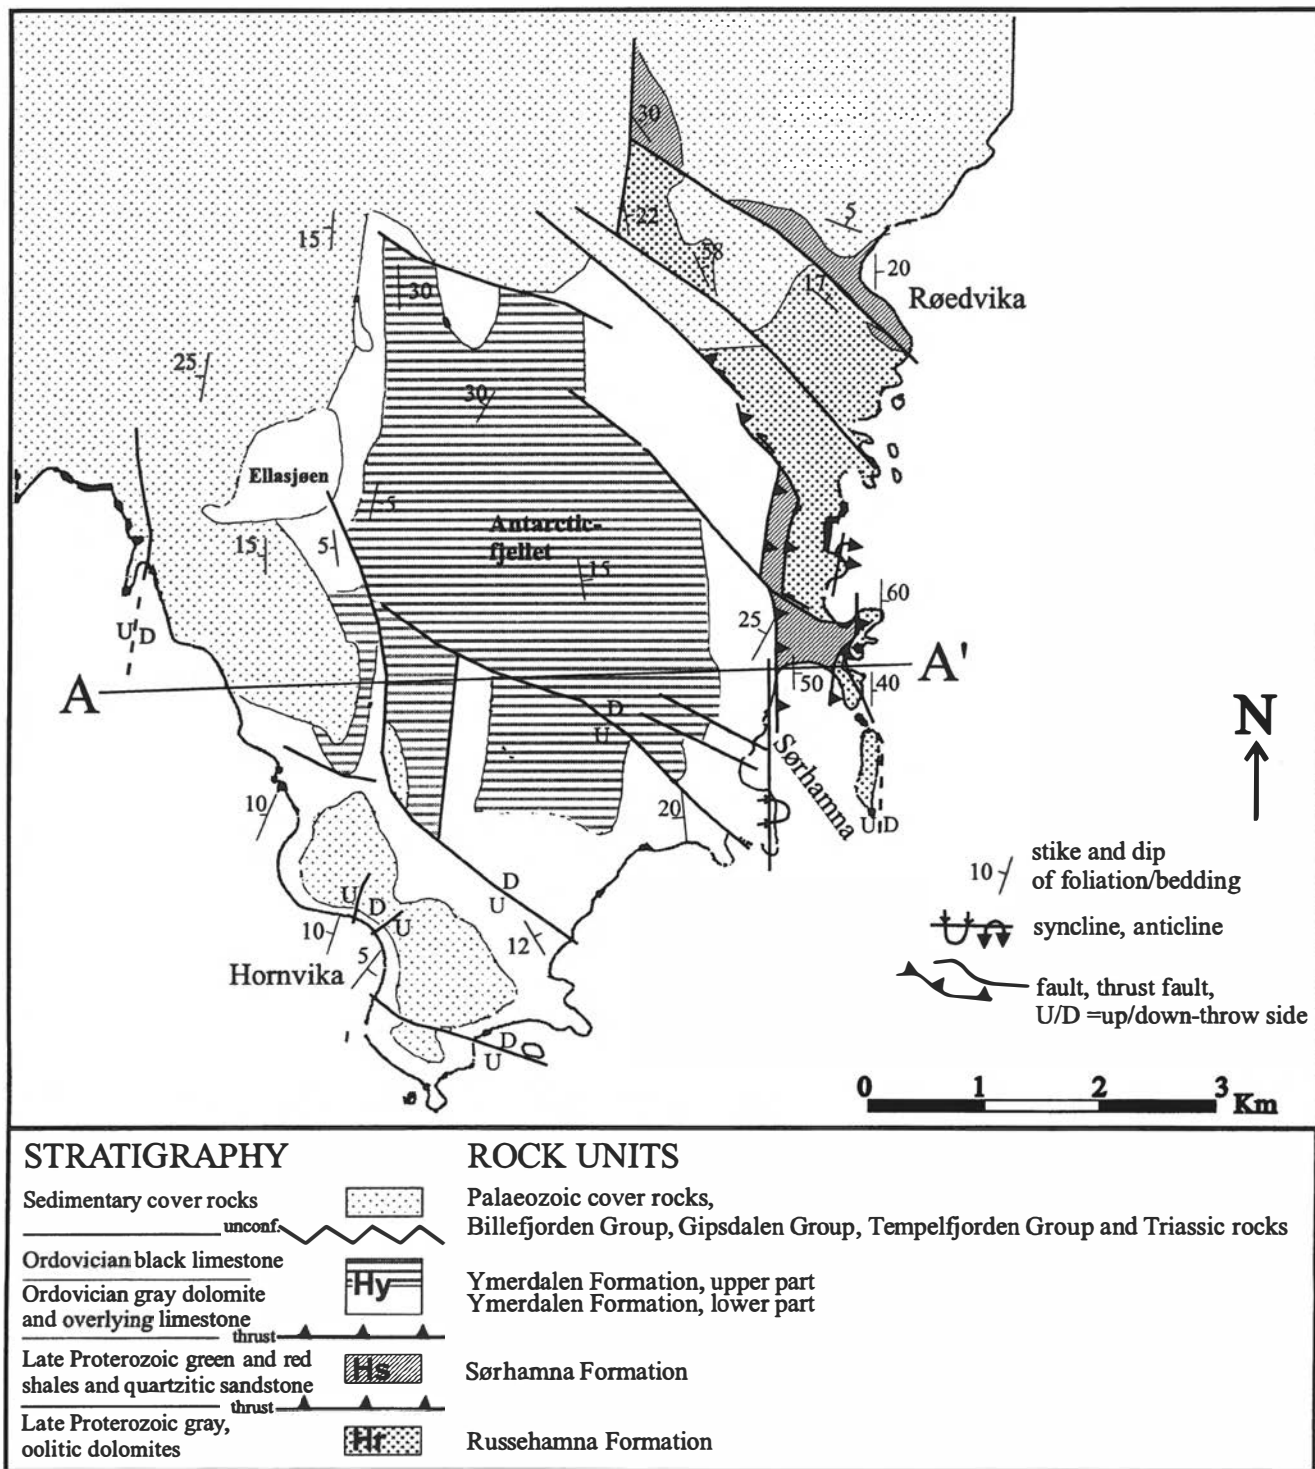 30
5
15
22
58
20
17
Røedvika
30
25
30
Ellasjøen
5
Antarctic-
fjellet
15
5
15
60
25
U D
A
A'
50
40
D
U
N
Sørhamna
10
20
U D
stike and dip
10 of foliation/bedding
U
D
D
U
U
syncline, anticline
10
12
5
Hornvika
fault, thrust fault,
U/D =up/down-throw side
D
U
0 1 2 3 Km
STRATIGRAPHY ROCK UNITS
Sedimentary cover rocks Palaeozoic cover rocks,
unconf. Billefjorden Group, Gipsdalen Group, Tempelfjorden Group and Triassic rocks
Ordovician black limestone
Hy Ymerdalen Formation, upper part
Ordovician gray dolomite Ymerdalen Formation, lower part
and overlying limestone
thrust
Late Proterozoic green and red
shales and quartzitic sandstone Hs Sørhamna Formation
thrust
Late Proterozoic gray,
oolitic dolomites Hr Russehamna Formation